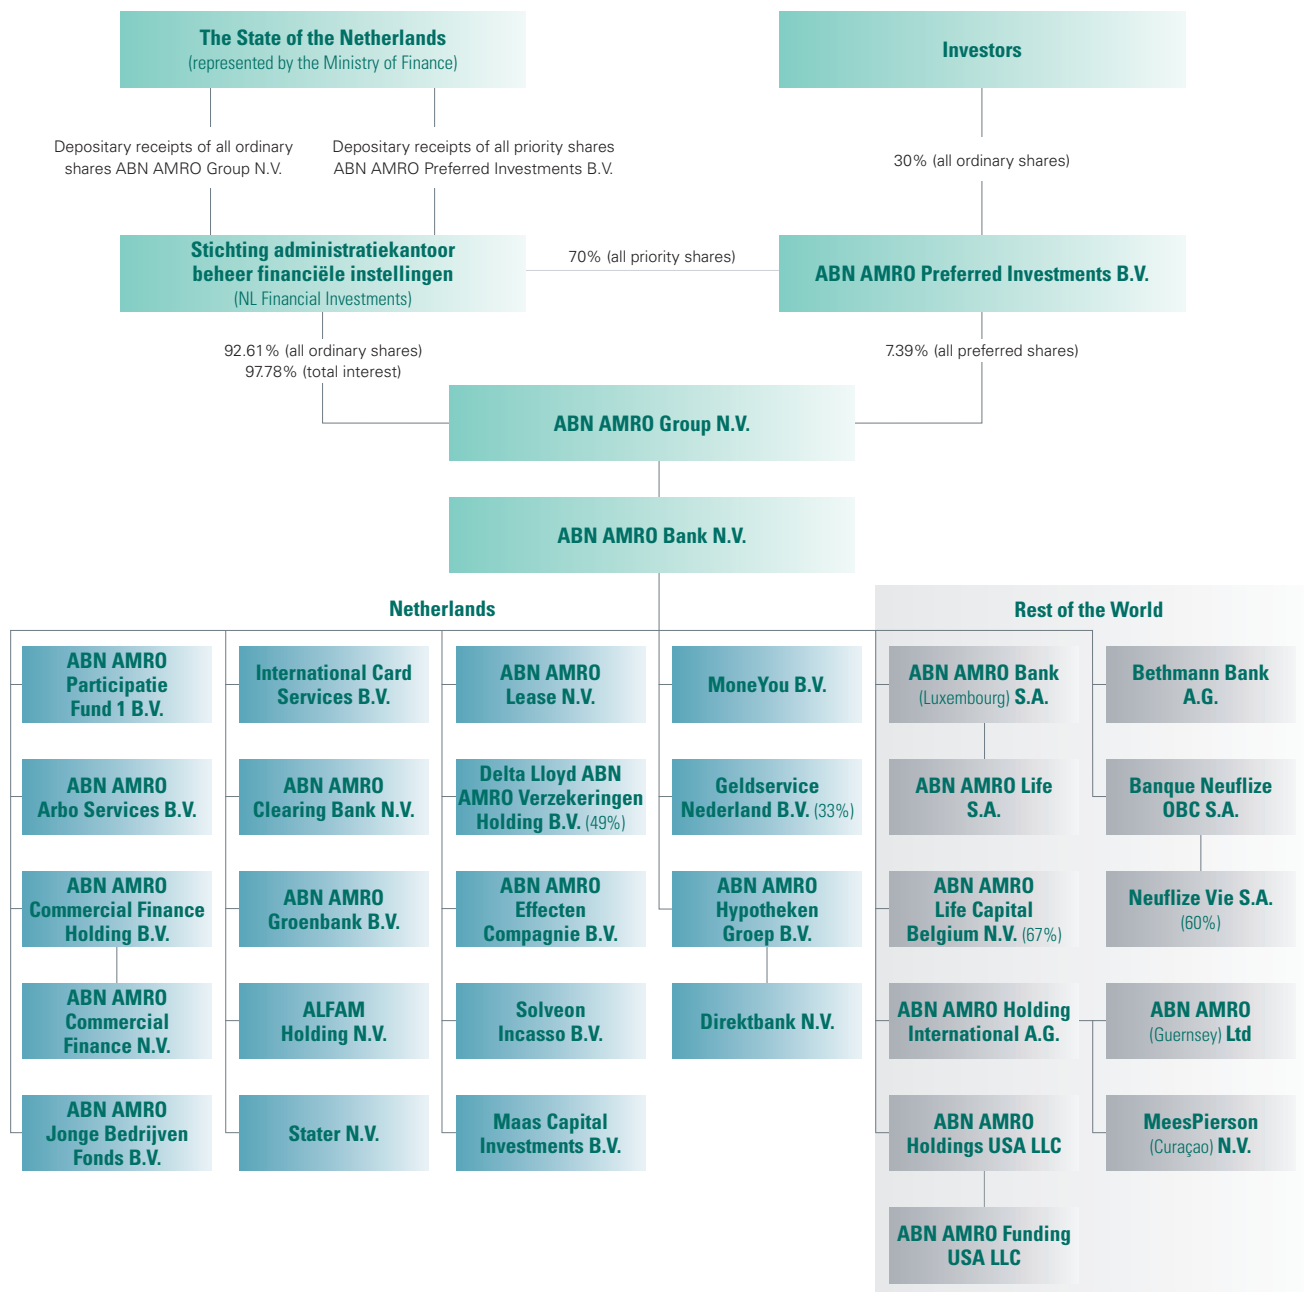 The State of the Netherlands
(represented by the Ministry of Finance)
Investors
Depositary receipts of all ordinary
shares ABN AMRO Group N.V.
Depositary receipts of all priority shares
ABN AMRO Preferred Investments B.V.
30% (all ordinary shares)
Stichting administratiekantoor
beheer financiële instellingen
(NL Financial Investments)
70% (all priority shares)
ABN AMRO Preferred Investments B.V.
92.61% (all ordinary shares)
97.78% (total interest)
7.39% (all preferred shares)
ABN AMRO Group N.V.
ABN AMRO Bank N.V.
Netherlands
Rest of the World
ABN AMRO
Participatie
Fund 1 B.V.
International Card
Services B.V.
ABN AMRO
Lease N.V.
MoneYou B.V.
ABN AMRO Bank
(Luxembourg) S.A.
Bethmann Bank
A.G.
ABN AMRO
Arbo Services B.V.
ABN AMRO
Clearing Bank N.V.
Delta Lloyd ABN
AMRO Verzekeringen
Holding B.V. (49%)
Geldservice
Nederland B.V. (33%)
ABN AMRO Life
S.A.
Banque Neuflize
OBC S.A.
ABN AMRO
Commercial Finance
Holding B.V.
ABN AMRO
Groenbank B.V.
ABN AMRO
Effecten
Compagnie B.V.
ABN AMRO
Hypotheken
Groep B.V.
ABN AMRO
Life Capital
Belgium N.V. (67%)
Neuflize Vie S.A.
(60%)
ABN AMRO
Commercial
Finance N.V.
ALFAM
Holding N.V.
Solveon
Incasso B.V.
Direktbank N.V.
ABN AMRO Holding
International A.G.
ABN AMRO
(Guernsey) Ltd
ABN AMRO
Jonge Bedrijven
Fonds B.V.
Stater N.V.
Maas Capital
Investments B.V.
ABN AMRO
Holdings USA LLC
MeesPierson
(Curaçao) N.V.
ABN AMRO Funding
USA LLC